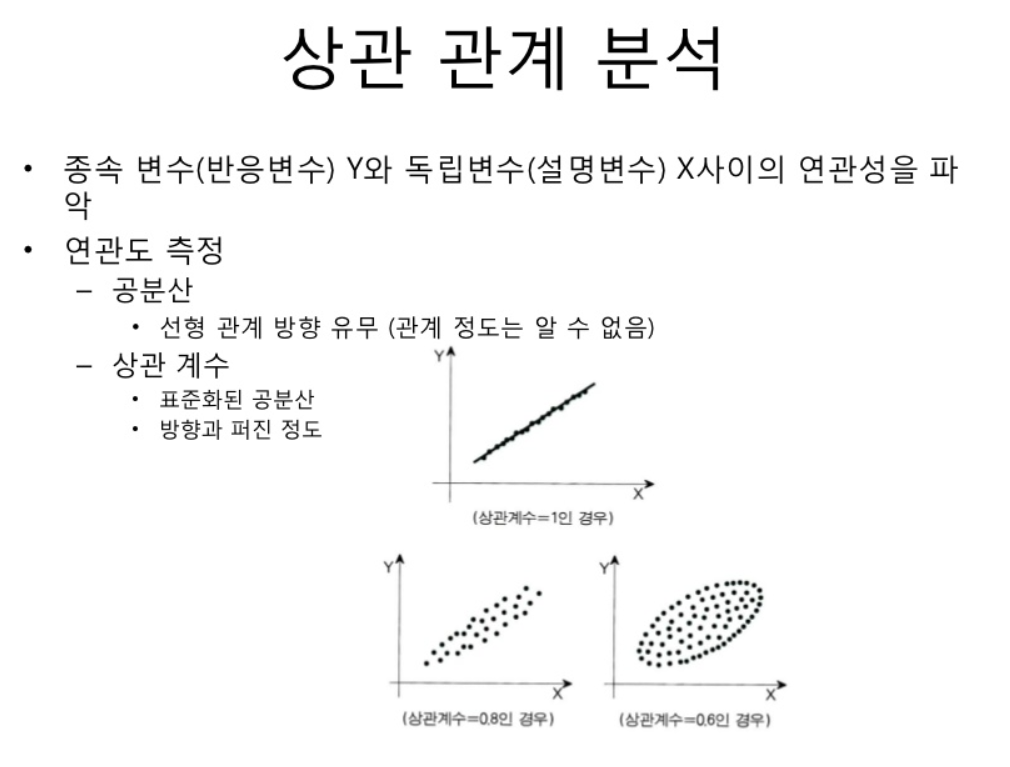 상관 관계 분석
• 종속 변수(반응변수) Y와 독립변수(설명변수) X사이의 연관성을 파
악
• 연관도 측정
– 공분산
• 선형 관계 방향 유무 (관계 정도는 알 수 없음)
– 상관 계수
• 표준화된 공분산
• 방향과 퍼진 정도
Y
X
(상관계수=1인 경우)
Y
X
(상관계수=0.8인 경우)
Y
X
(상관계수=0.6인 경우)